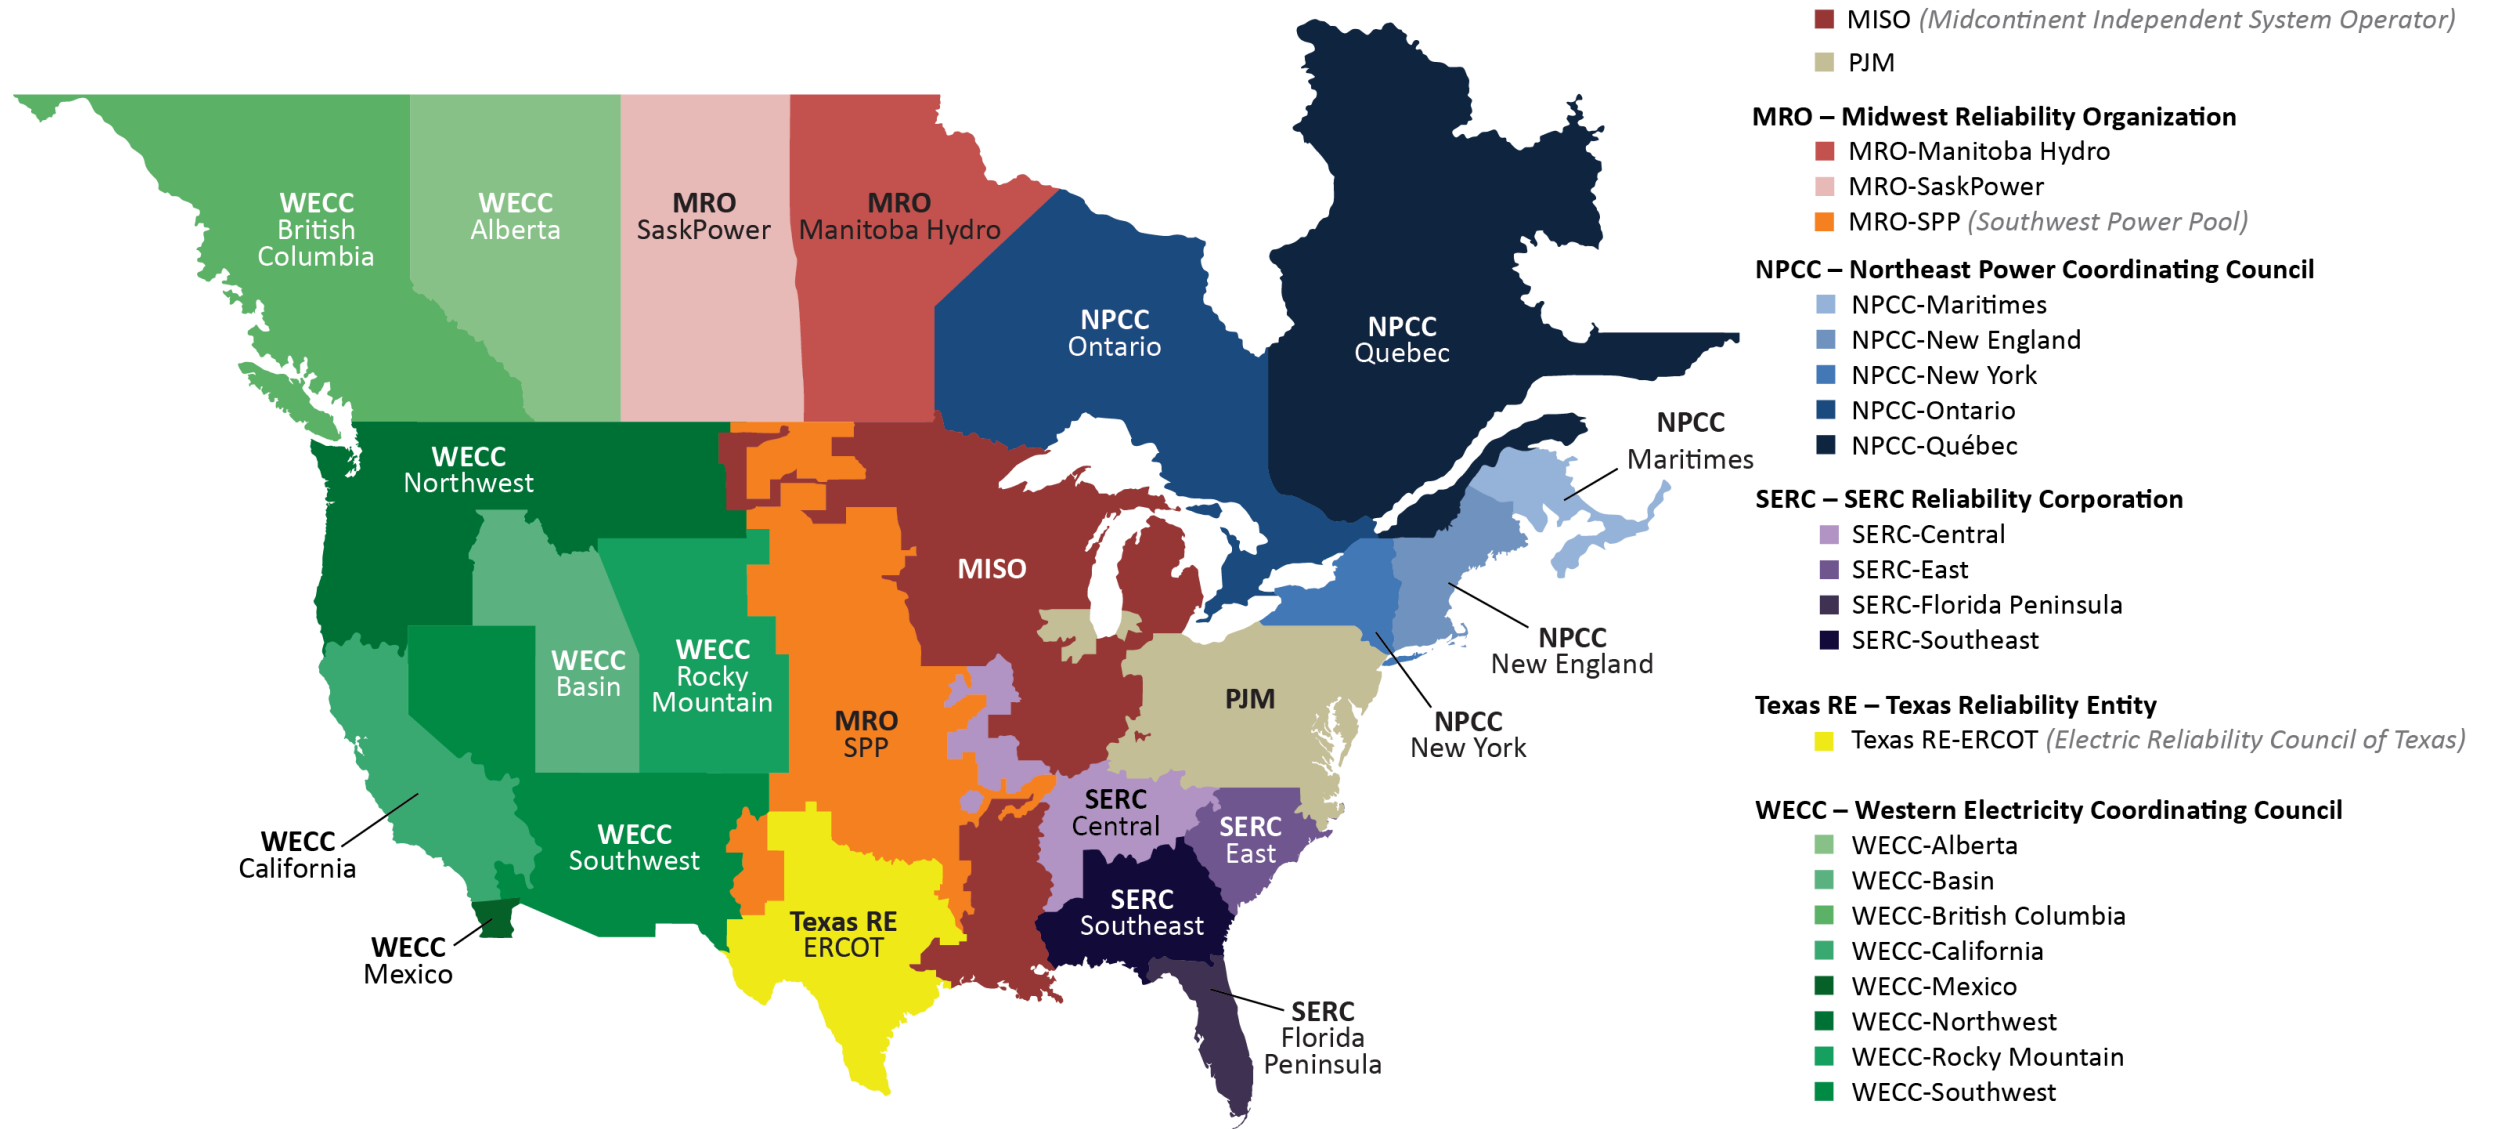 WECC
British
Columbia
WECC
Alberta
MRO
SaskPower
MRO
Manitoba Hydro
NPCC
Ontario
NPCC
Quebec
NPCC
Maritimes
WECC
Northwest
MISO
WECC
Basin
WECC
Rocky
Mountain
MRO
SPP
PJM
NPCC
New England
NPCC
New York
WECC
California
WECC
Southwest
SERC
Central
SERC
East
SERC
Southeast
Texas RE
ERCOT
WECC
Mexico
SERC
Florida
Peninsula
MISO (Midcontinent Independent System Operator)
PJM
MRO – Midwest Reliability Organization
MRO-Manitoba Hydro
MRO-SaskPower
MRO-SPP (Southwest Power Pool)
NPCC – Northeast Power Coordinating Council
NPCC-Maritimes
NPCC-New England
NPCC-New York
NPCC-Ontario
NPCC-Québec
SERC – SERC Reliability Corporation
SERC-Central
SERC-East
SERC-Florida Peninsula
SERC-Southeast
Texas RE – Texas Reliability Entity
Texas RE-ERCOT (Electric Reliability Council of Texas)
WECC – Western Electricity Coordinating Council
WECC-Alberta
WECC-Basin
WECC-British Columbia
WECC-California
WECC-Mexico
WECC-Northwest
WECC-Rocky Mountain
WECC-Southwest